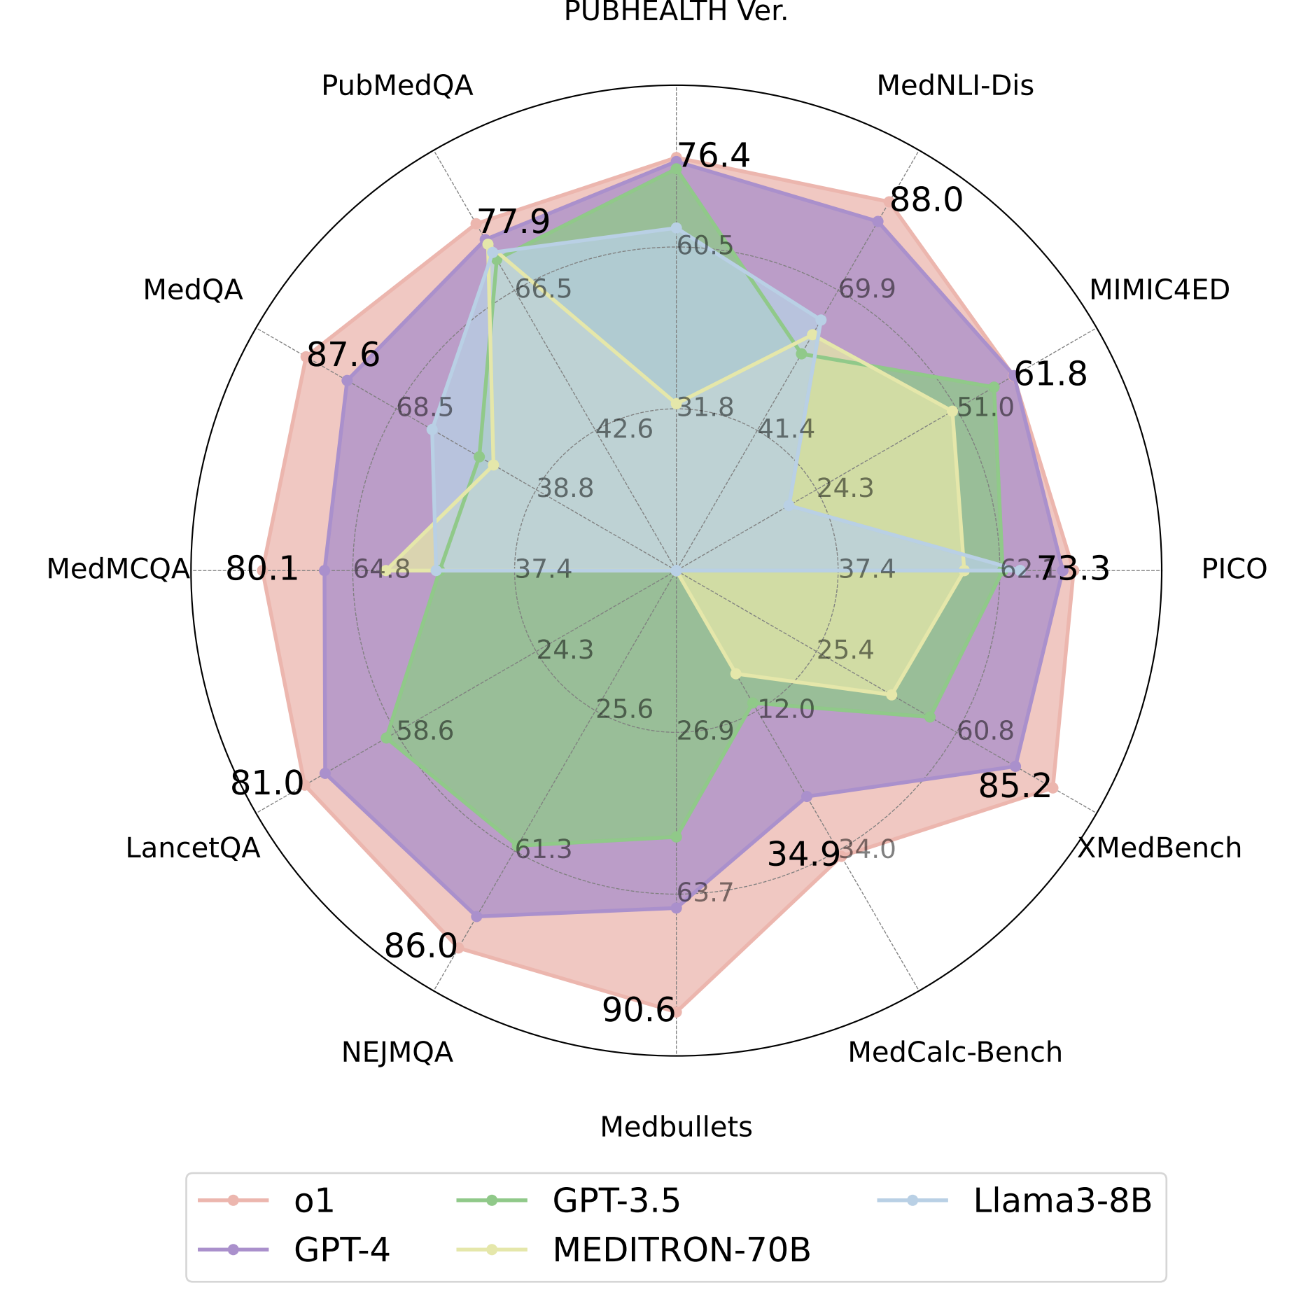 PUBHEALTH Ver.
PubMedQA
MedNLI-Dis
76.4
88.0
77.9
60.5
MedQA
66.5
69.9
MIMIC4ED
87.6
61.8
68.5
31.8
51.0
42.6
41.4
38.8
24.3
MedMCQA
80.1
64.8
37.4
37.4
73.3
PICO
24.3
25.4
25.6
12.0
58.6
26.9
60.8
81.0
85.2
LancetQA
61.3
34.9
34.0
XMedBench
63.7
86.0
90.6
NEJMQA
MedCalc-Bench
Medbullets
o1
GPT-3.5
Llama3-8B
GPT-4
MEDITRON-70B